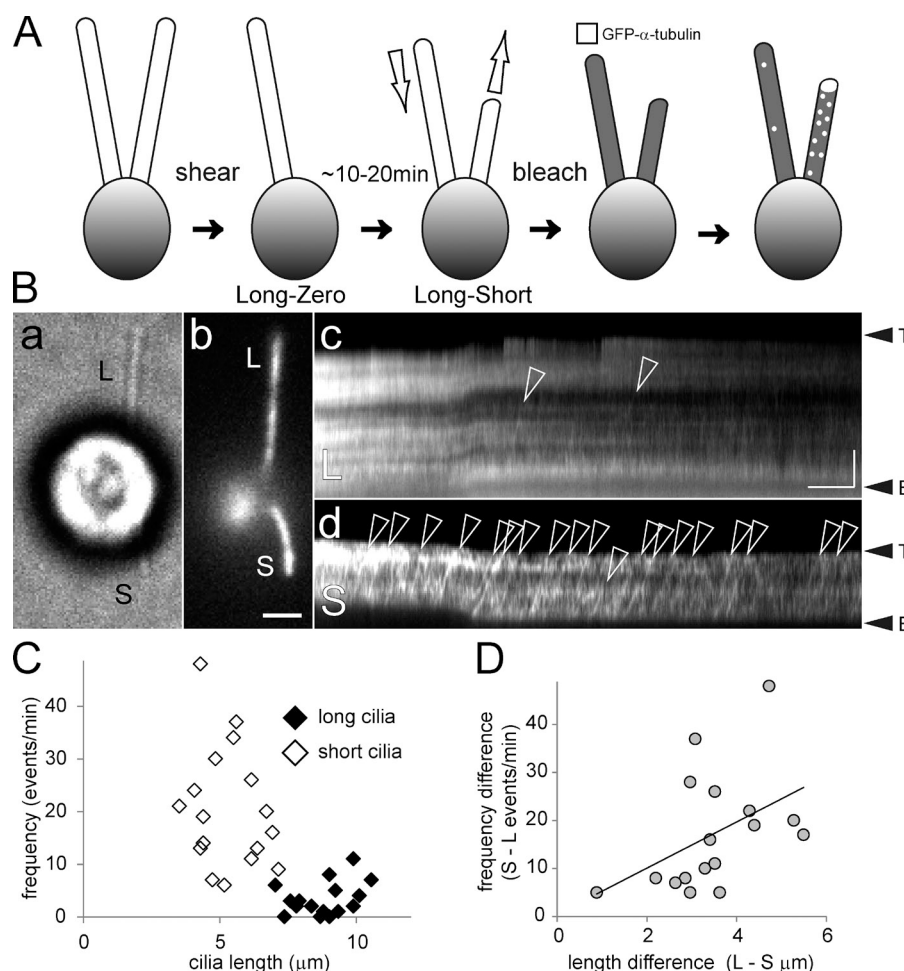 A
GFP-α-tubulin
shear
~10-20min
bleach
Long-Zero
Long-Short
B
a
L
S
b
L
S
c
L
T
B
d
S
T
B
C
frequency (events/min)
40
30
20
10
0
long cilia
short cilia
0
5
10
cilia length (μm)
D
frequency difference
(S - L events/min)
40
30
20
10
0
0
2
4
6
length difference (L - S μm)